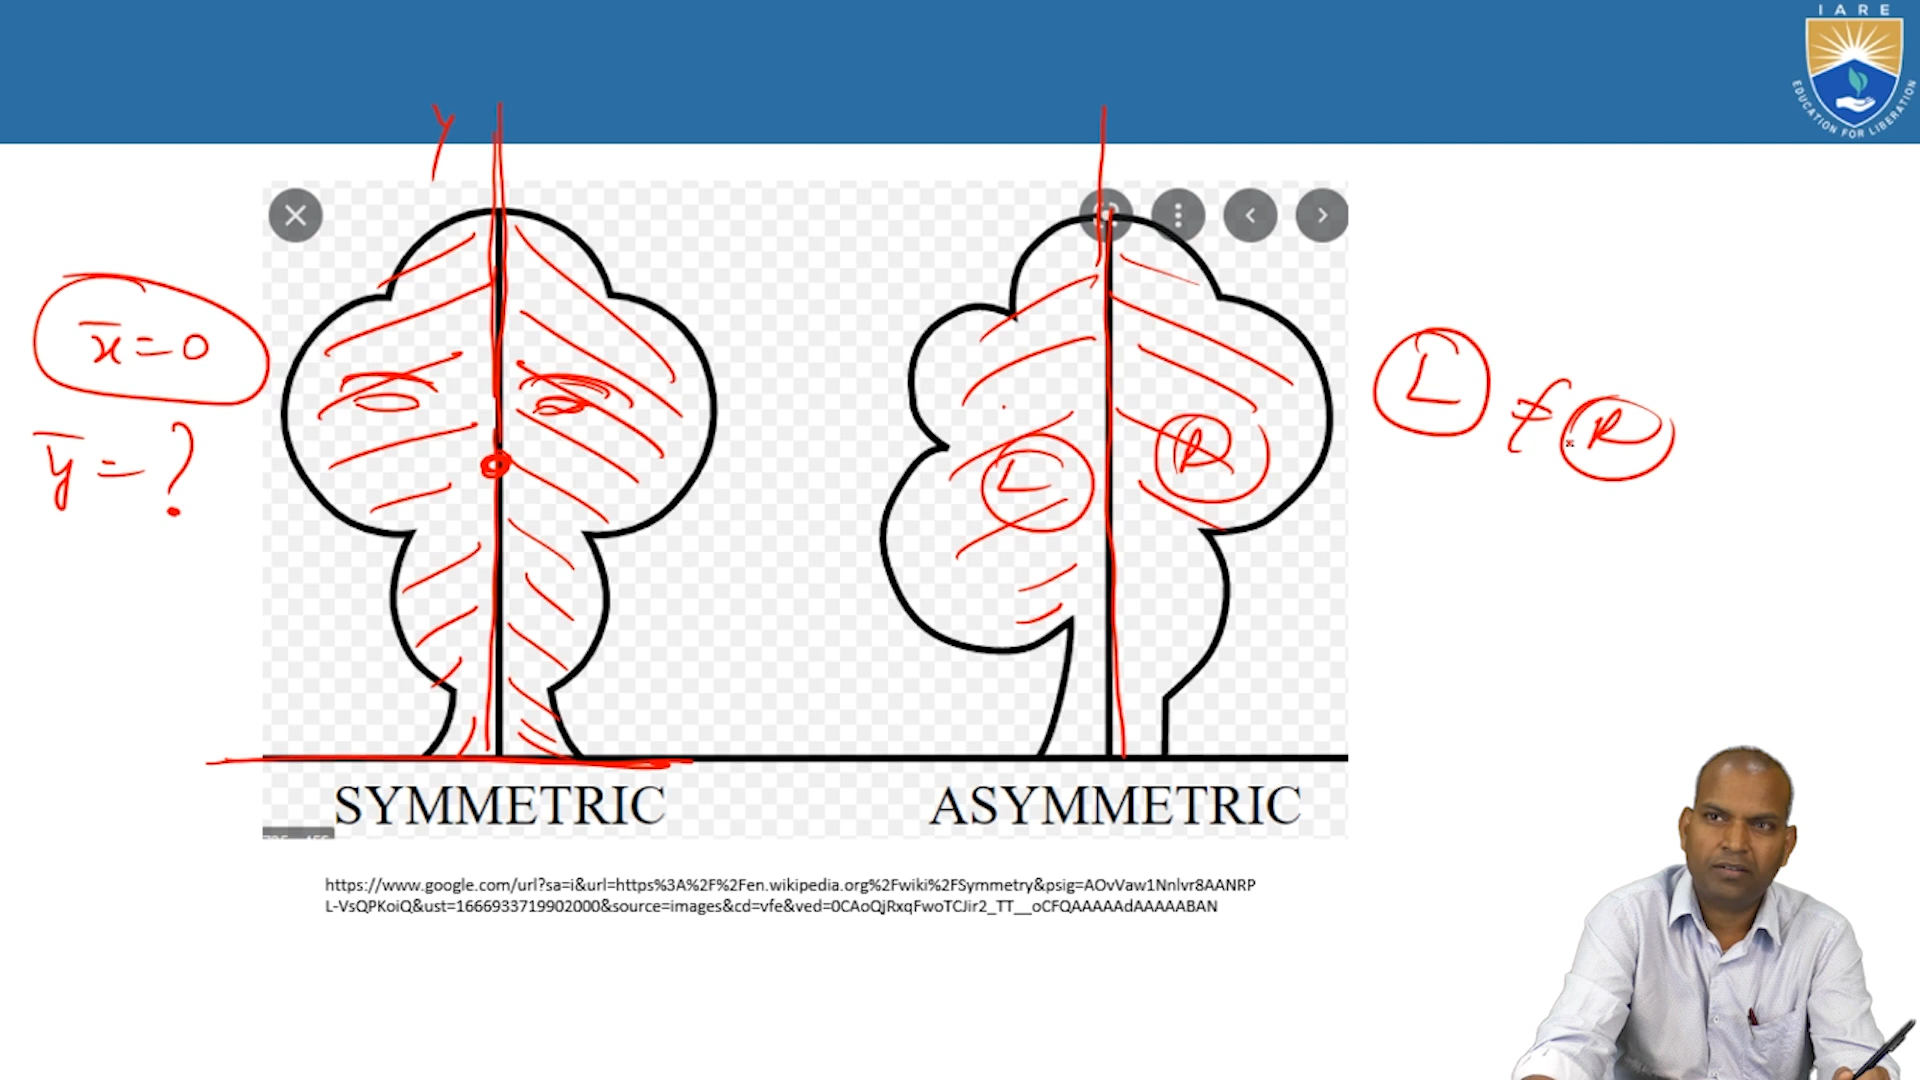 IARE
EDUCATION FOR LIBERATION
y
x̄ = 0
ȳ = ?
L
R
L ≠ R
SYMMETRIC
ASYMMETRIC
https://www.google.com/url?sa=i&url=https%3A%2F%2Fen.wikipedia.org%2Fwiki%2FSymmetry&psig=AOvVaw1Nnlvr8AANRP
L-VsQPKoiQ&ust=1666933719902000&source=images&cd=vfe&ved=0CAoQjRxqFwoTCJir2_TT__oCFQAAAAAdAAAAABAN